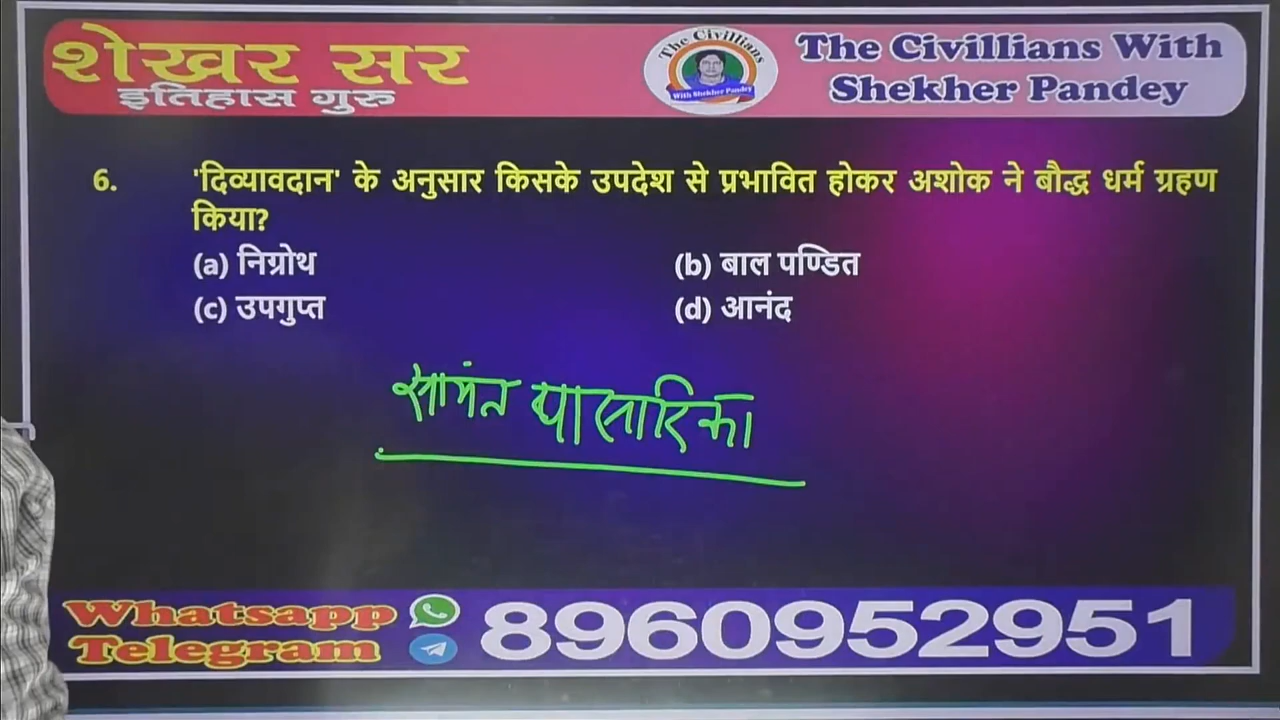 शेखर सर
इतिहास गुरु
The Civillians
With Shekher Pandey
The Civillians With
Shekher Pandey
6. 'दिव्यावदान' के अनुसार किसके उपदेश से प्रभावित होकर अशोक ने बौद्ध धर्म ग्रहण
किया?
(a) निग्रोथ (b) बाल पण्डित
(c) उपगुप्त (d) आनंद
सामंत पासादिका
Whatsapp
Telegram
8960952951